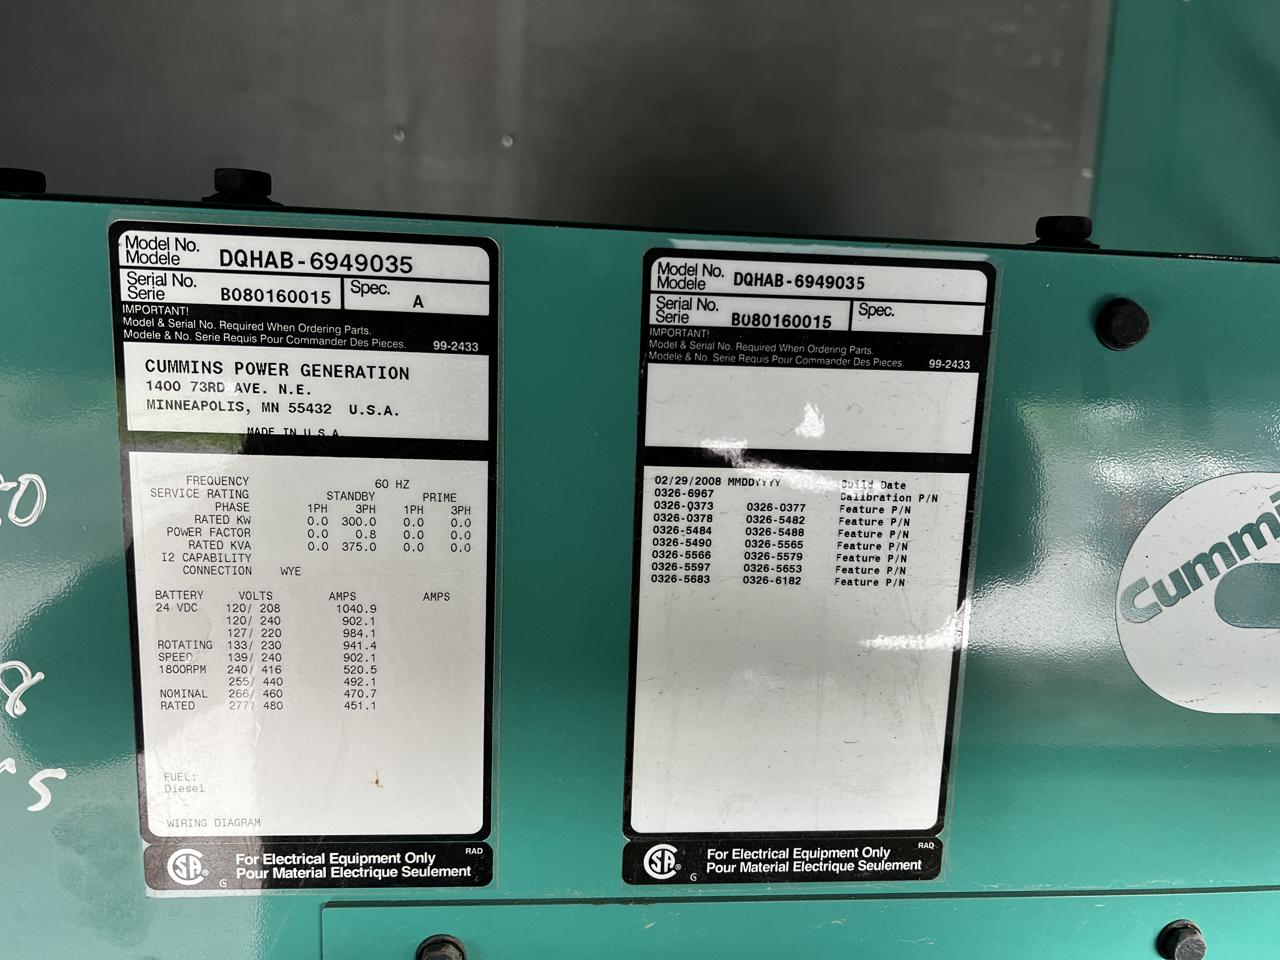 Model No.
Modele
DQHAB-6949035
Serial No.
Serie
B080160015
Spec.
A
IMPORTANT!
Model & Serial No. Required When Ordering Parts.
Modele & No. Serie Requis Pour Commander Des Pieces.
99-2433
CUMMINS POWER GENERATION
1400 73RD AVE. N.E.
MINNEAPOLIS, MN 55432 U.S.A.
MADE IN U.S.A.
FREQUENCY 60 HZ
SERVICE RATING STANDBY PRIME
PHASE 1PH 3PH 1PH 3PH
RATED KW 0.0 300.0 0.0 0.0
POWER FACTOR 0.0 0.8 0.0 0.0
RATED KVA 0.0 375.0 0.0 0.0
I2 CAPABILITY
CONNECTION WYE
BATTERY VOLTS AMPS AMPS
24 VDC 120/ 208 1040.9
120/ 240 902.1
127/ 220 984.1
ROTATING 133/ 230 941.4
SPEED 139/ 240 902.1
1800RPM 240/ 416 520.5
255/ 440 492.1
NOMINAL 266/ 460 470.7
RATED 277/ 480 451.1
FUEL:
Diesel
WIRING DIAGRAM
RAD
SA ®
G
For Electrical Equipment Only
Pour Material Electrique Seulement
Model No.
Modele
DQHAB-6949035
Serial No.
Serie
B080160015
Spec.
IMPORTANT!
Model & Serial No. Required When Ordering Parts.
Modele & No. Serie Requis Pour Commander Des Pieces.
99-2433
02/29/2008 MMDDYYYY Build Date
0326-6967 Calibration P/N
0326-0373 0326-0377 Feature P/N
0326-0378 0326-5482 Feature P/N
0326-5484 0326-5488 Feature P/N
0326-5490 0326-5565 Feature P/N
0326-5566 0326-5579 Feature P/N
0326-5597 0326-5653 Feature P/N
0326-5683 0326-6182 Feature P/N
RAD
SA ®
G
For Electrical Equipment Only
Pour Material Electrique Seulement
Cummi